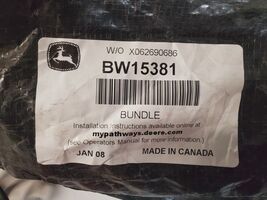 W/O X062690686
BW15381
BUNDLE
Installation instructions available online at
mypathways.deere.com
(see Operators Manual for more information.)
JAN 08 MADE IN CANADA